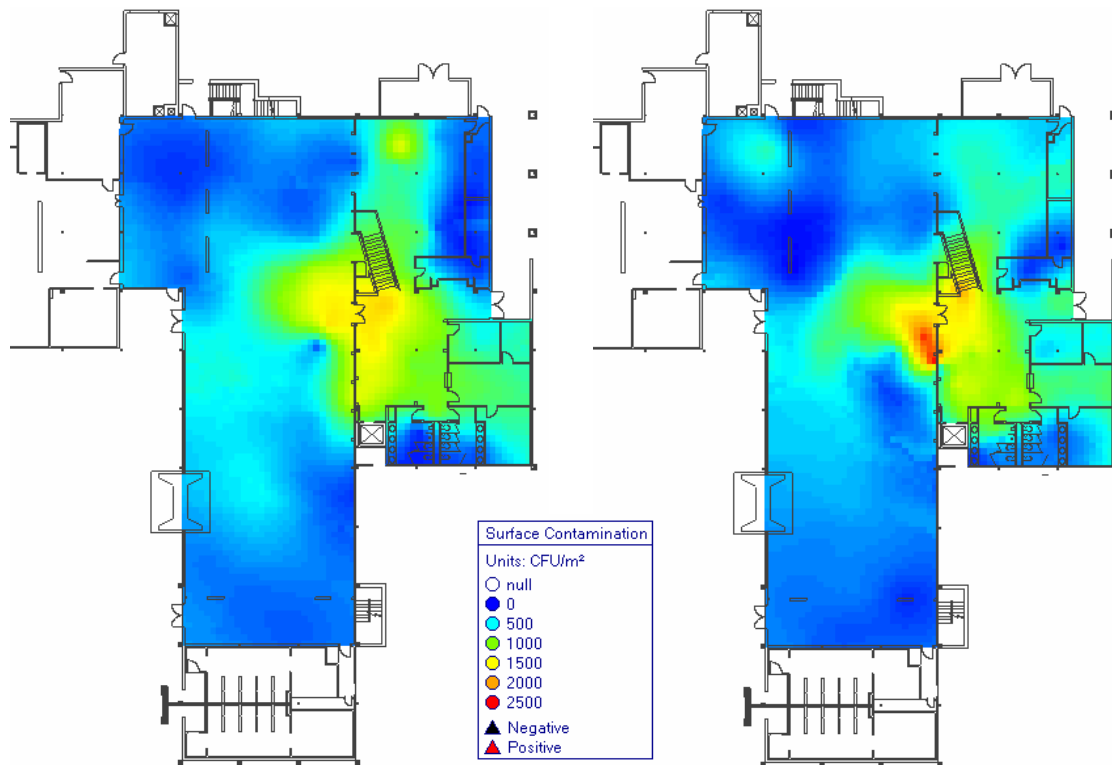 Surface Contamination
Units: CFU/m²
null
0
500
1000
1500
2000
2500
Negative
Positive